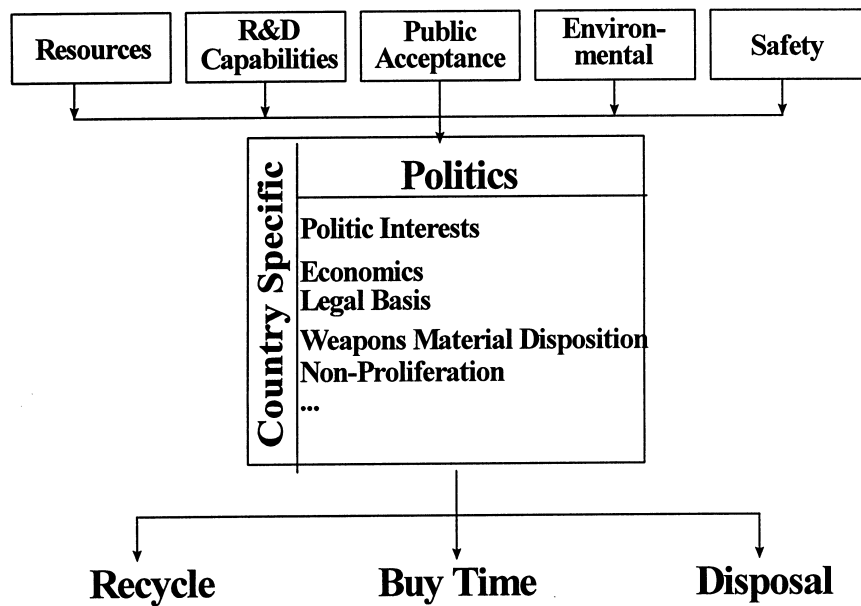 Resources
R&D
Capabilities
Public
Acceptance
Environ-
mental
Safety
Country Specific
Politics
Politic Interests
Economics
Legal Basis
Weapons Material Disposition
Non-Proliferation
...
Recycle
Buy Time
Disposal